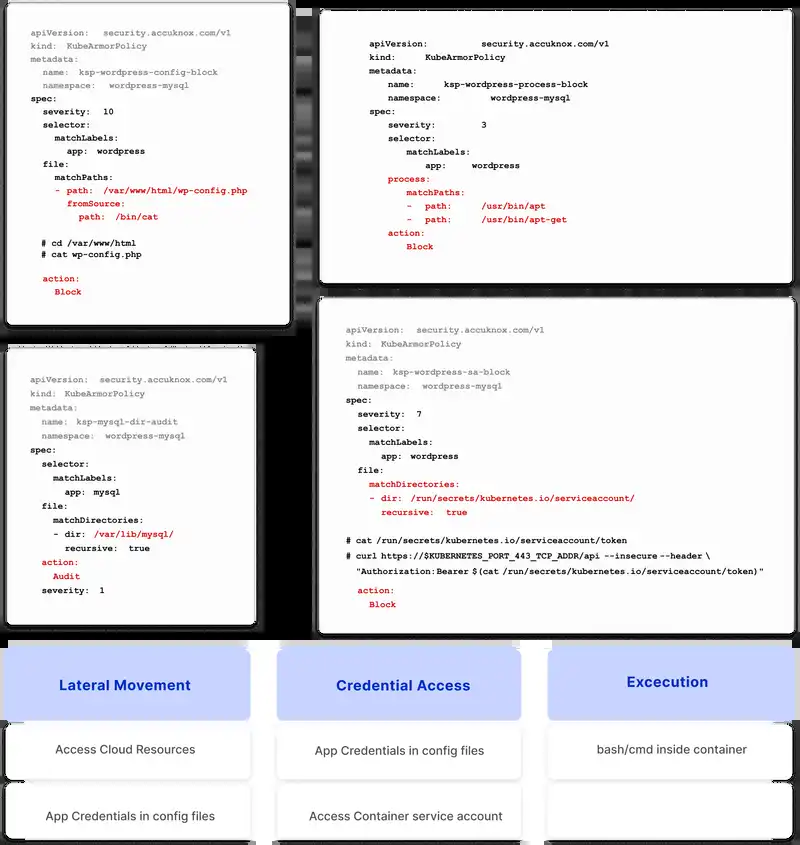 apiVersion: security.accuknox.com/v1
kind: KubeArmorPolicy
metadata:
name: ksp-wordpress-config-block
namespace: wordpress-mysql
spec:
severity: 10
selector:
matchLabels:
app: wordpress
file:
matchPaths:
- path: /var/www/html/wp-config.php
fromSource:
path: /bin/cat
# cd /var/www/html
# cat wp-config.php
action:
Block
apiVersion: security.accuknox.com/v1
kind: KubeArmorPolicy
metadata:
name: ksp-wordpress-process-block
namespace: wordpress-mysql
spec:
severity: 3
selector:
matchLabels:
app: wordpress
process:
matchPaths:
- path: /usr/bin/apt
- path: /usr/bin/apt-get
action:
Block
apiVersion: security.accuknox.com/v1
kind: KubeArmorPolicy
metadata:
name: ksp-mysql-dir-audit
namespace: wordpress-mysql
spec:
selector:
matchLabels:
app: mysql
file:
matchDirectories:
- dir: /var/lib/mysql/
recursive: true
action:
Audit
severity: 1
apiVersion: security.accuknox.com/v1
kind: KubeArmorPolicy
metadata:
name: ksp-wordpress-sa-block
namespace: wordpress-mysql
spec:
severity: 7
selector:
matchLabels:
app: wordpress
file:
matchDirectories:
- dir: /run/secrets/kubernetes.io/serviceaccount/
recursive: true
# cat /run/secrets/kubernetes.io/serviceaccount/token
# curl https://$KUBERNETES_PORT_443_TCP_ADDR/api --insecure --header \
"Authorization: Bearer $(cat /run/secrets/kubernetes.io/serviceaccount/token)"
action:
Block
Lateral Movement
Credential Access
Excecution
Access Cloud Resources
App Credentials in config files
bash/cmd inside container
App Credentials in config files
Access Container service account